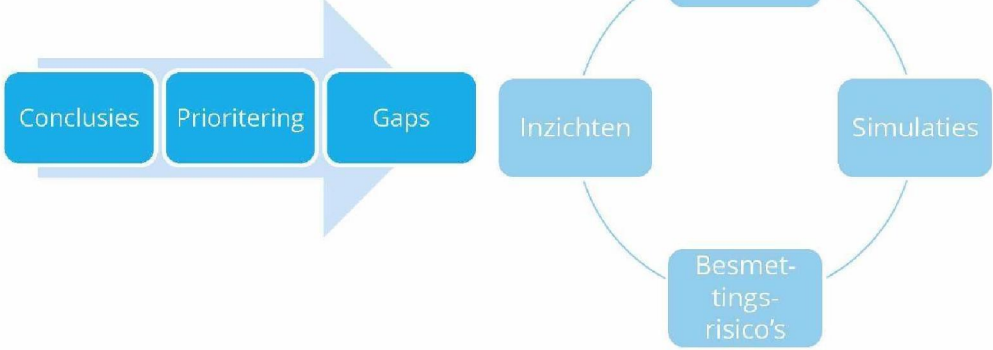 Conclusies
Prioritering
Gaps
Inzichten
Simulaties
Besmet-
tings-
risico's